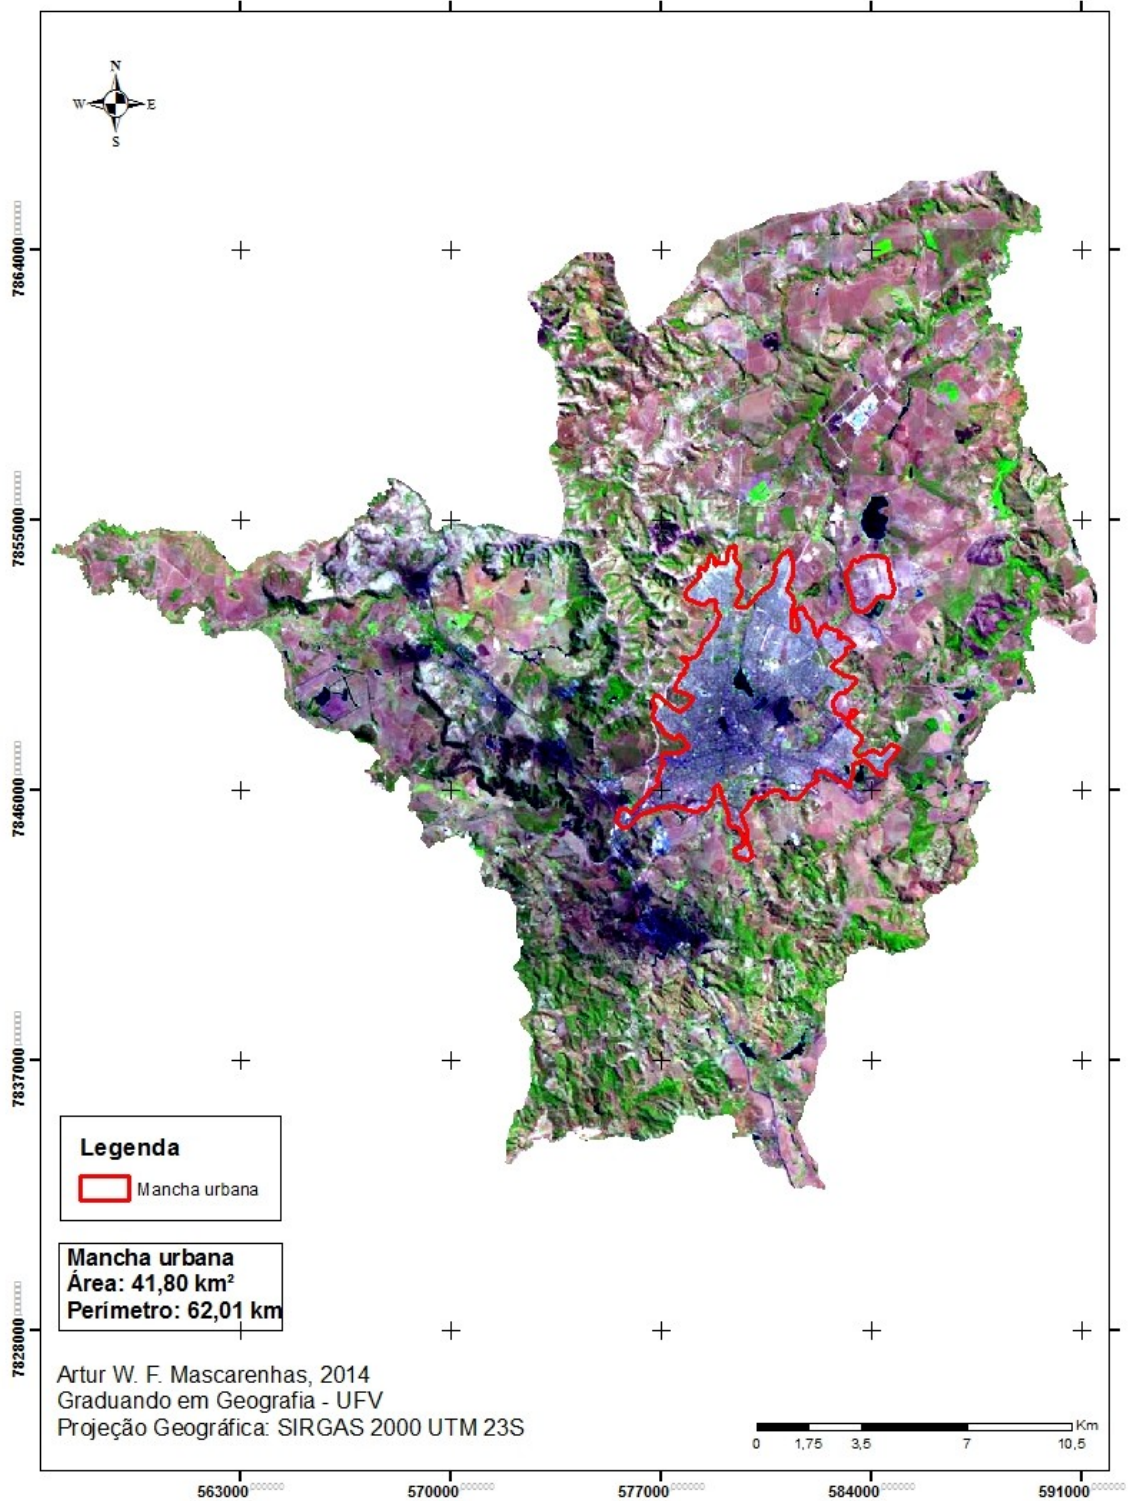 N
W E
S
7864000
7855000
7846000
7837000
7828000
Legenda
Mancha urbana
Mancha urbana
Área: 41,80 km²
Perímetro: 62,01 km
Artur W. F. Mascarenhas, 2014
Graduando em Geografia - UFV
Projeção Geográfica: SIRGAS 2000 UTM 23S
Km
0 1,75 3,5 7 10,5
563000 570000 577000 584000 591000